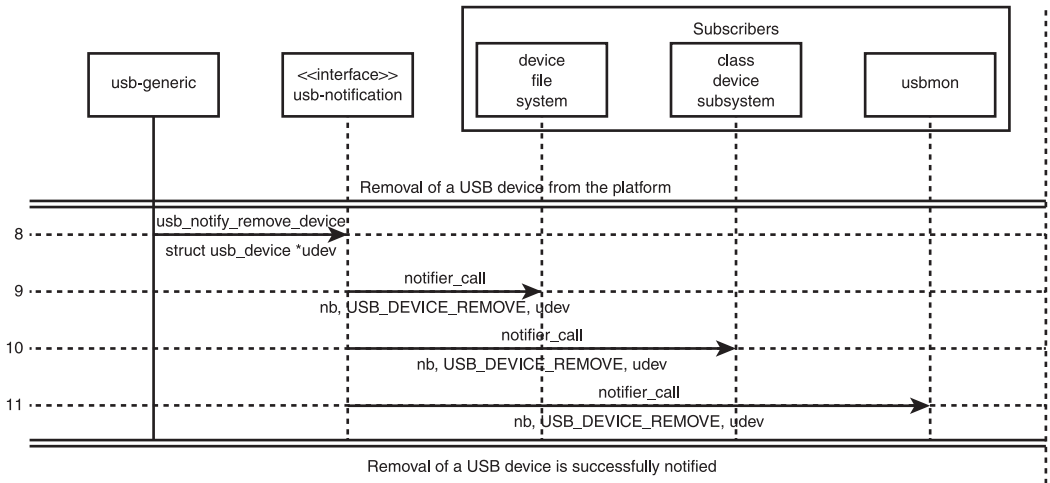 Subscribers
usb-generic
<<interface>>
usb-notification
device
file
system
class
device
subsystem
usbmon
Removal of a USB device from the platform
usb_notify_remove_device
8
struct usb_device *udev
notifier_call
9
nb, USB_DEVICE_REMOVE, udev
notifier_call
10
nb, USB_DEVICE_REMOVE, udev
notifier_call
11
nb, USB_DEVICE_REMOVE, udev
Removal of a USB device is successfully notified